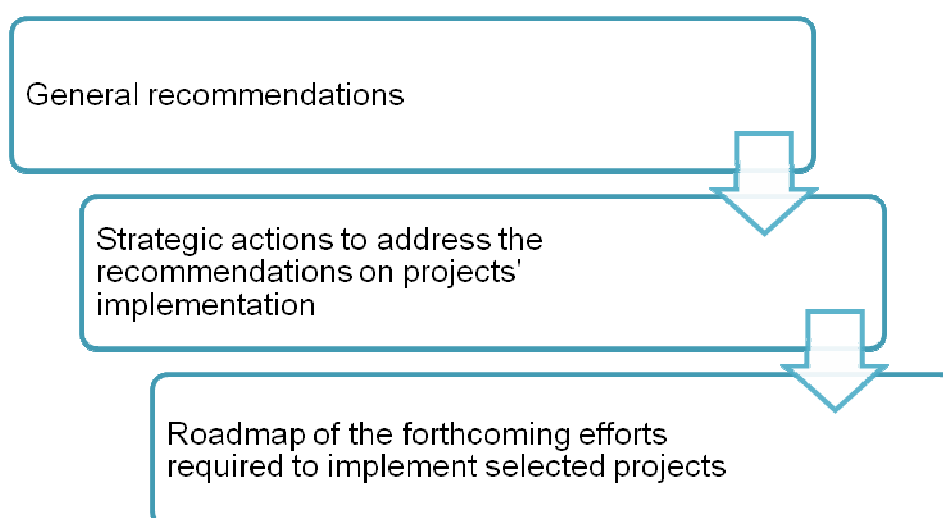 General recommendations
Strategic actions to address the
recommendations on projects'
implementation
Roadmap of the forthcoming efforts
required to implement selected projects